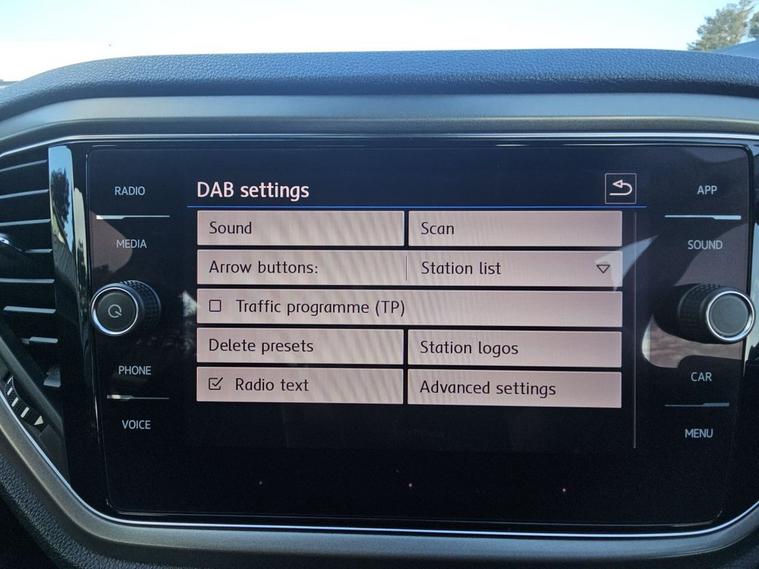 RADIO
MEDIA
PHONE
VOICE
DAB settings
Sound
Scan
Arrow buttons:
Station list
Traffic programme (TP)
Delete presets
Station logos
Radio text
Advanced settings
APP
SOUND
CAR
MENU